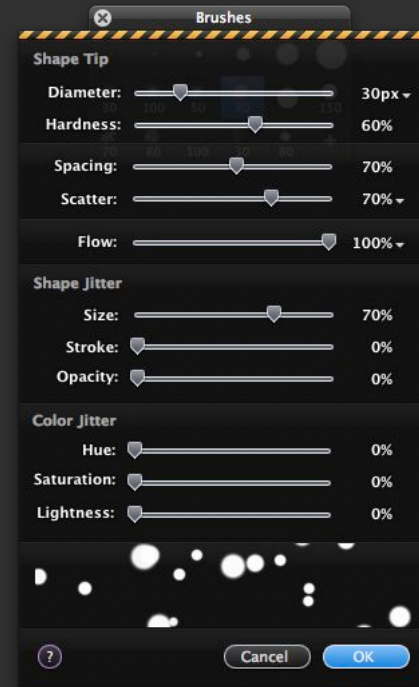 Brushes
Shape Tip
Diameter: 30px
Hardness: 60%
Spacing: 70%
Scatter: 70%
Flow: 100%
Shape Jitter
Size: 70%
Stroke: 0%
Opacity: 0%
Color Jitter
Hue: 0%
Saturation: 0%
Lightness: 0%
? Cancel OK